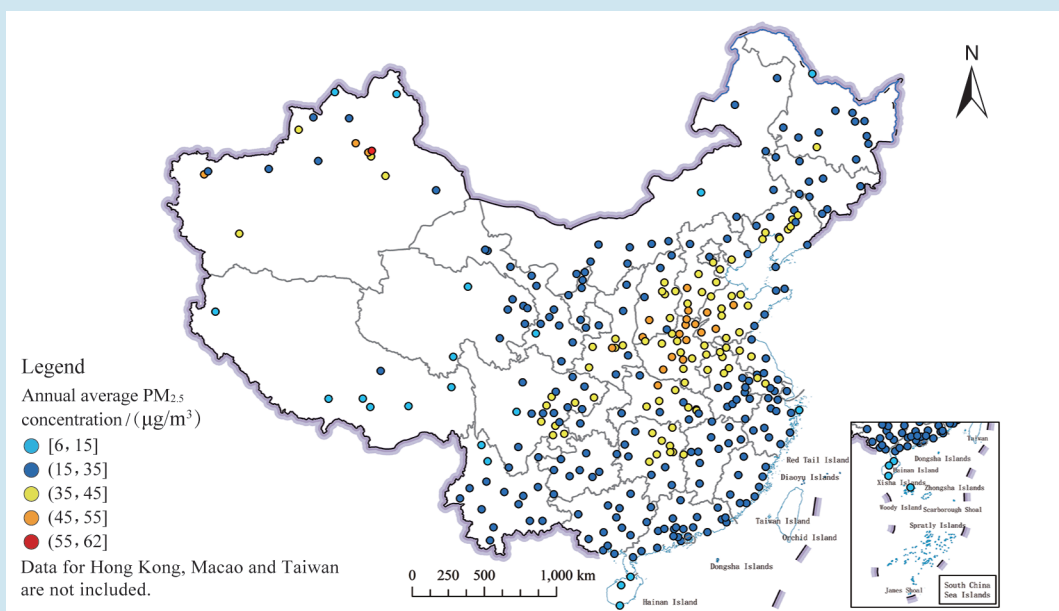 N
Legend
Annual average PM2.5
concentration/(μg/m³)
[6, 15]
(15, 35]
(35, 45]
(45, 55]
(55, 62]
Data for Hong Kong, Macao and Taiwan
are not included.
0 250 500 1,000 km
Red Tail Island
Diaoyu Islands
Taiwan Island
Orchid Island
Dongsha Islands
Hainan Island
Taiwan
Dongsha Islands
Hainan Island
Xisha Islands
Zhongsha Islands
Woody Island
Scarborough Shoal
Spratly Islands
James Shoal
South China
Sea Islands